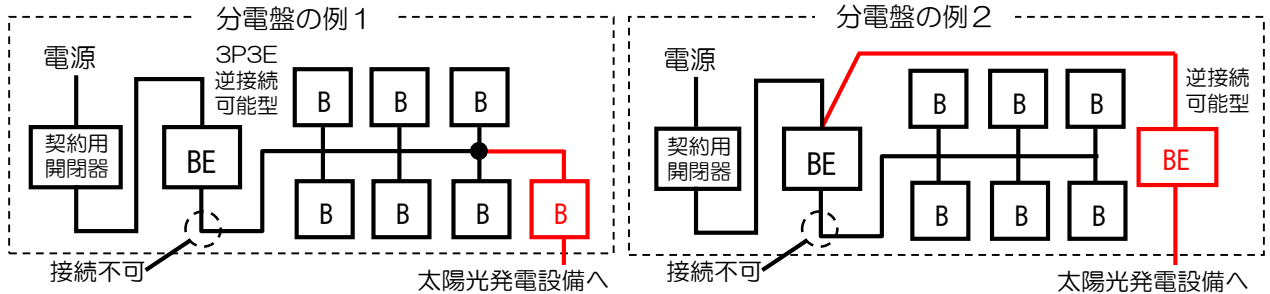 分電盤の例1
電源
3P3E
逆接続
可能型
契約用
開閉器
BE
B
B
B
B
B
B
B
接続不可
太陽光発電設備へ
分電盤の例2
電源
契約用
開閉器
BE
B
B
B
B
B
B
逆接続
可能型
BE
接続不可
太陽光発電設備へ